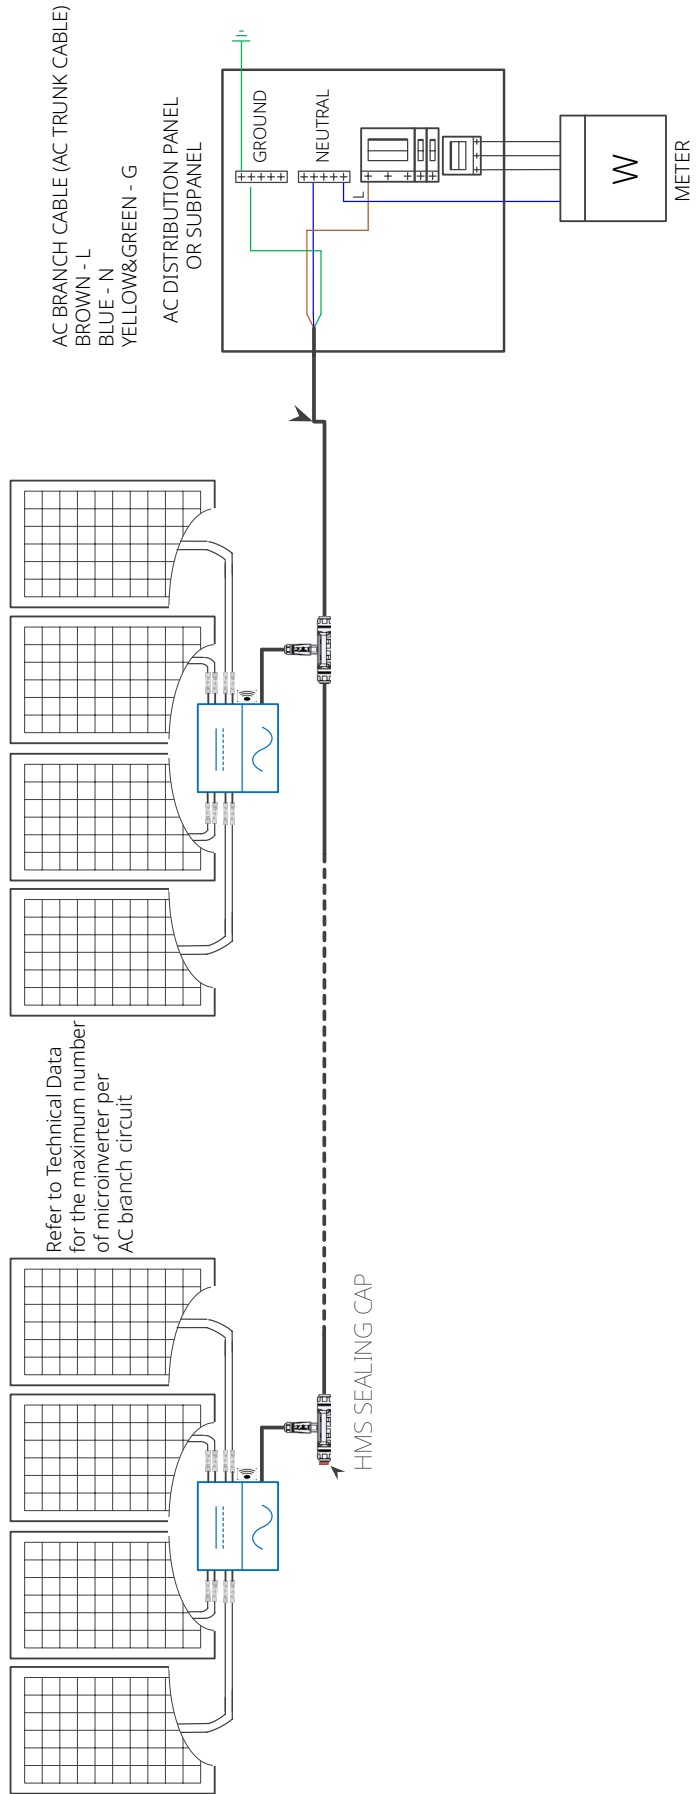 AC BRANCH CABLE (AC TRUNK CABLE)
BROWN - L
BLUE - N
YELLOW&GREEN - G
AC DISTRIBUTION PANEL
OR SUBPANEL
GROUND
NEUTRAL
L
W
METER
Refer to Technical Data
for the maximum number
of microinverter per
AC branch circuit
HMS SEALING CAP